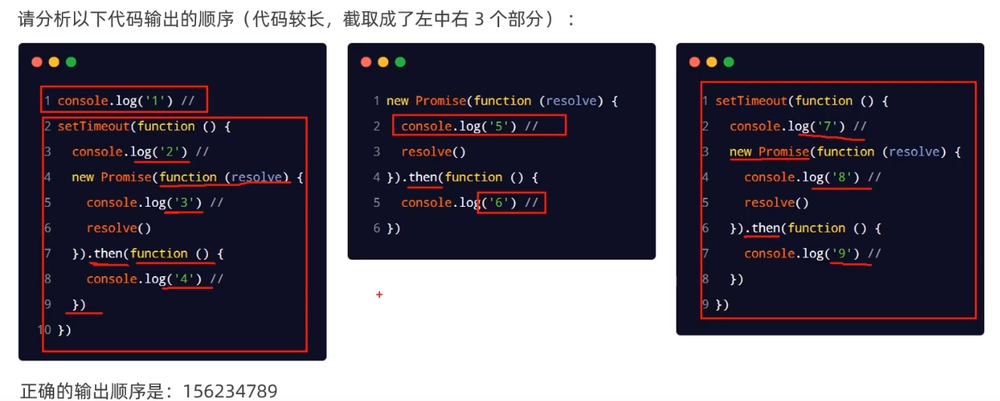 请分析以下代码输出的顺序（代码较长，截取成了左中右 3 个部分）：
1 console.log('1') //
2 setTimeout(function () {
3 console.log('2') //
4 new Promise(function (resolve) {
5 console.log('3') //
6 resolve()
7 }).then(function () {
8 console.log('4') //
9 })
10 })
1 new Promise(function (resolve) {
2 console.log('5') //
3 resolve()
4 }).then(function () {
5 console.log('6') //
6 })
1 setTimeout(function () {
2 console.log('7') //
3 new Promise(function (resolve) {
4 console.log('8') //
5 resolve()
6 }).then(function () {
7 console.log('9') //
8 })
9 })
正确的输出顺序是：156234789